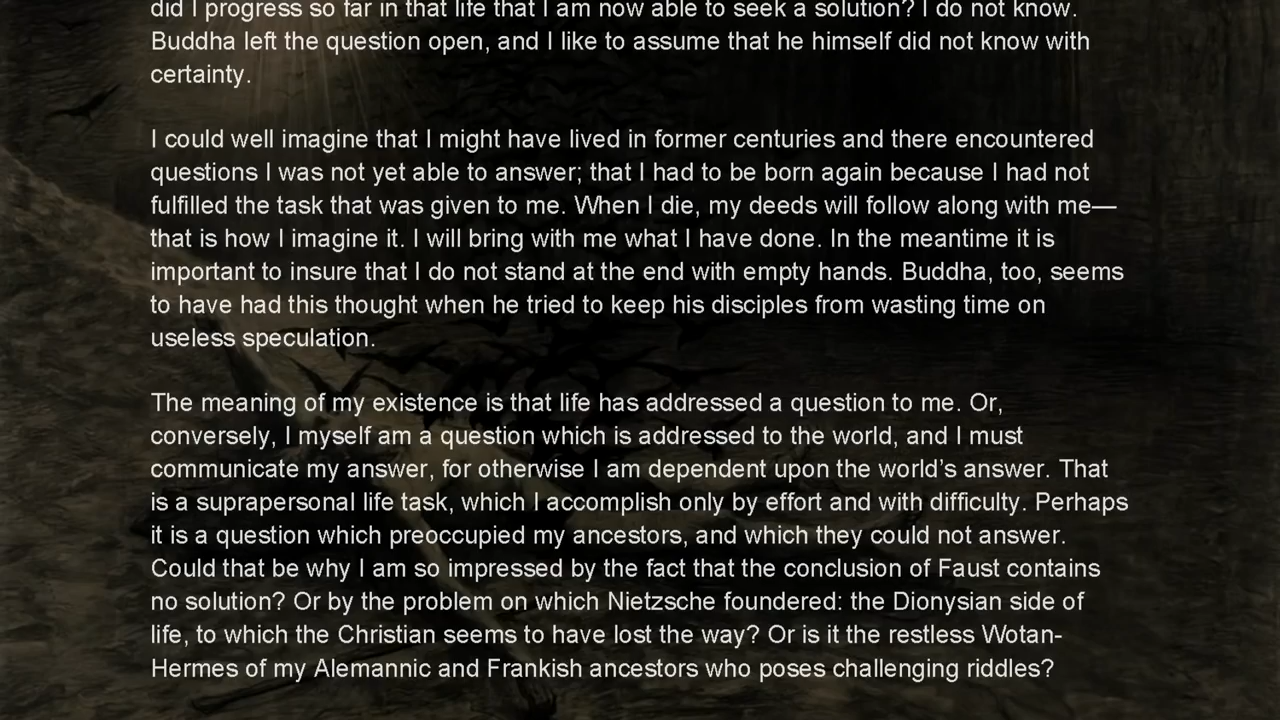 did I progress so far in that life that I am now able to seek a solution? I do not know.
Buddha left the question open, and I like to assume that he himself did not know with
certainty.
I could well imagine that I might have lived in former centuries and there encountered
questions I was not yet able to answer; that I had to be born again because I had not
fulfilled the task that was given to me. When I die, my deeds will follow along with me—
that is how I imagine it. I will bring with me what I have done. In the meantime it is
important to insure that I do not stand at the end with empty hands. Buddha, too, seems
to have had this thought when he tried to keep his disciples from wasting time on
useless speculation.
The meaning of my existence is that life has addressed a question to me. Or,
conversely, I myself am a question which is addressed to the world, and I must
communicate my answer, for otherwise I am dependent upon the world’s answer. That
is a suprapersonal life task, which I accomplish only by effort and with difficulty. Perhaps
it is a question which preoccupied my ancestors, and which they could not answer.
Could that be why I am so impressed by the fact that the conclusion of Faust contains
no solution? Or by the problem on which Nietzsche foundered: the Dionysian side of
life, to which the Christian seems to have lost the way? Or is it the restless Wotan-
Hermes of my Alemannic and Frankish ancestors who poses challenging riddles?